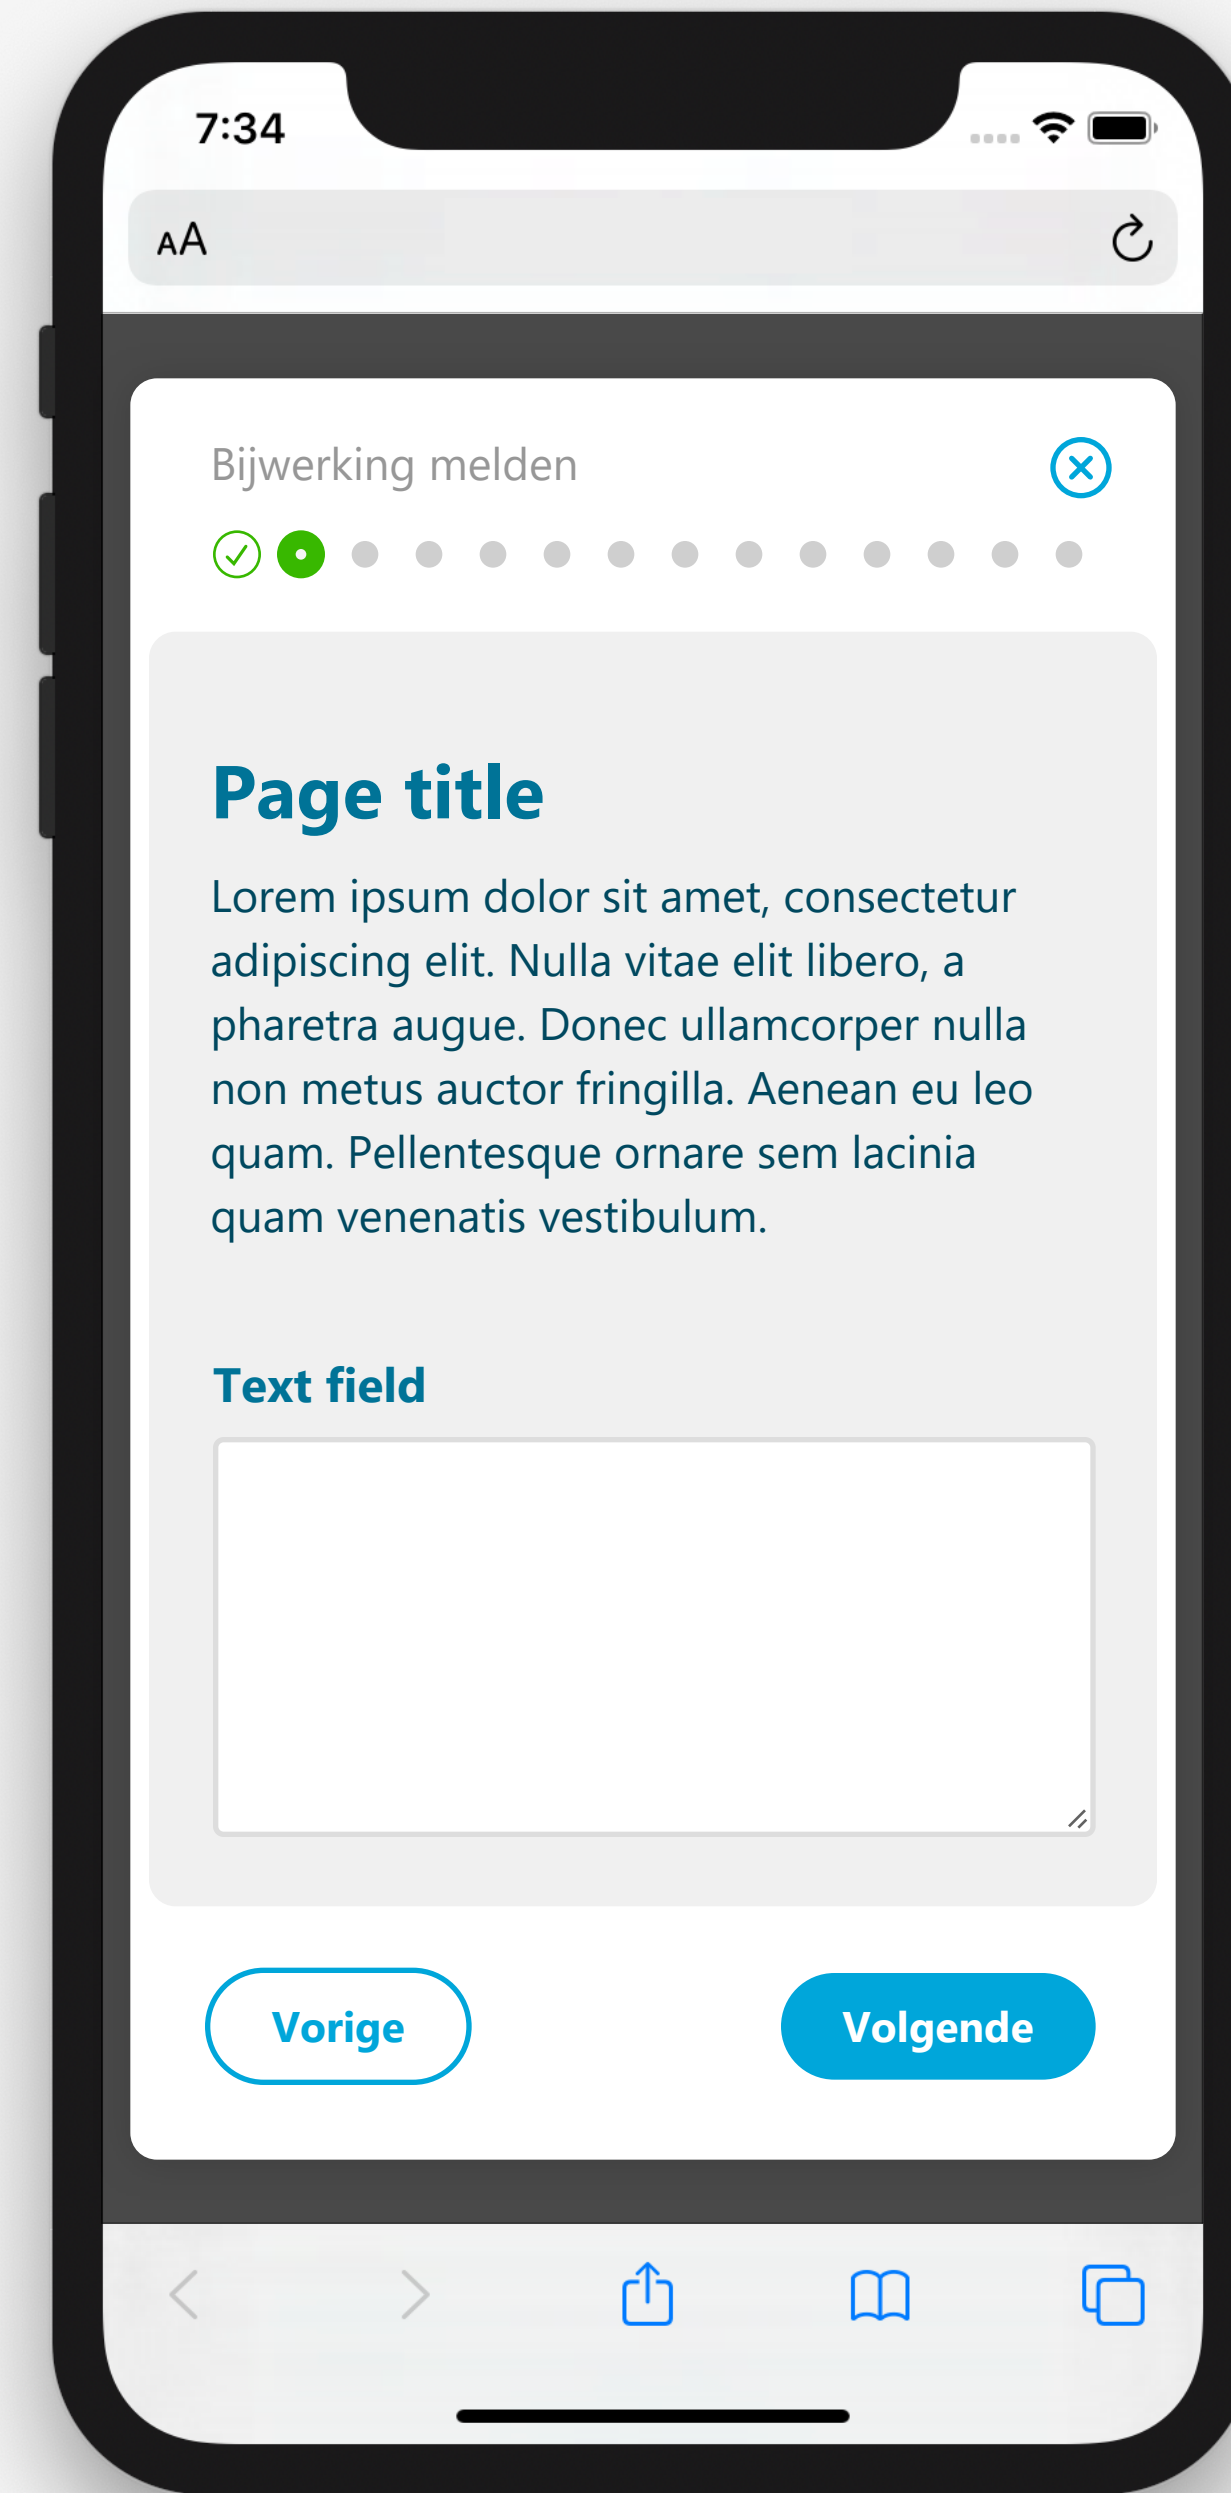 7:34
AA
Bijwerking melden
Page title
Lorem ipsum dolor sit amet, consectetur
adipiscing elit. Nulla vitae elit libero, a
pharetra augue. Donec ullamcorper nulla
non metus auctor fringilla. Aenean eu leo
quam. Pellentesque ornare sem lacinia
quam venenatis vestibulum.
Text field
Vorige
Volgende